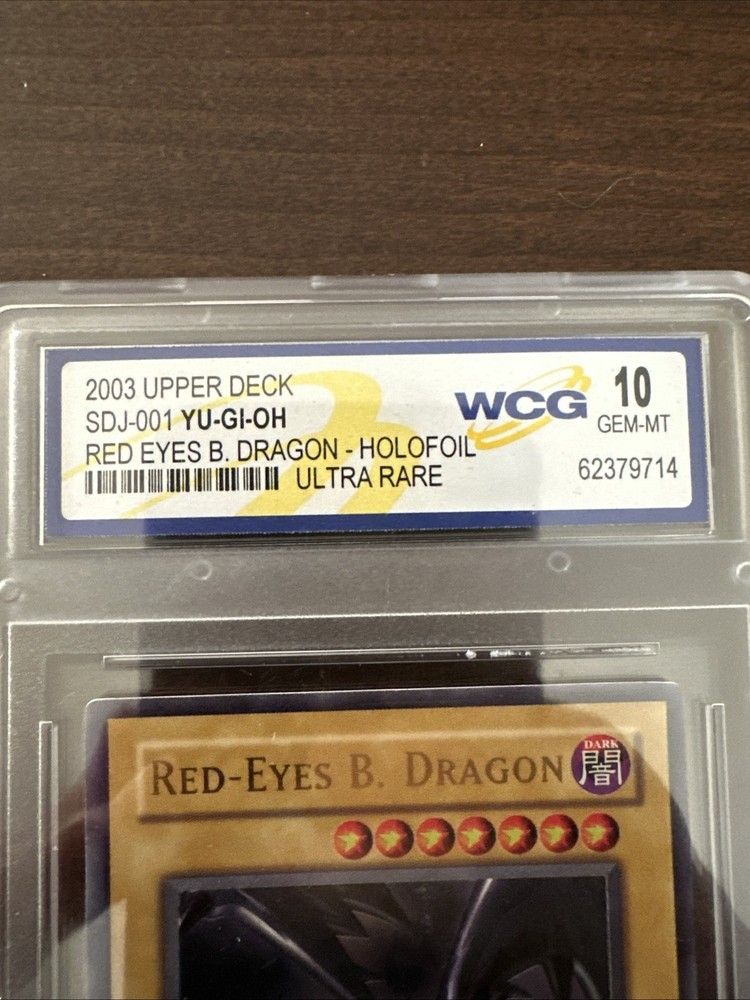 2003 UPPER DECK
SDJ-001 YU-GI-OH
RED EYES B. DRAGON - HOLOFOIL
ULTRA RARE
WCG
10
GEM-MT
62379714
RED-EYES B. DRAGON
DARK
闇